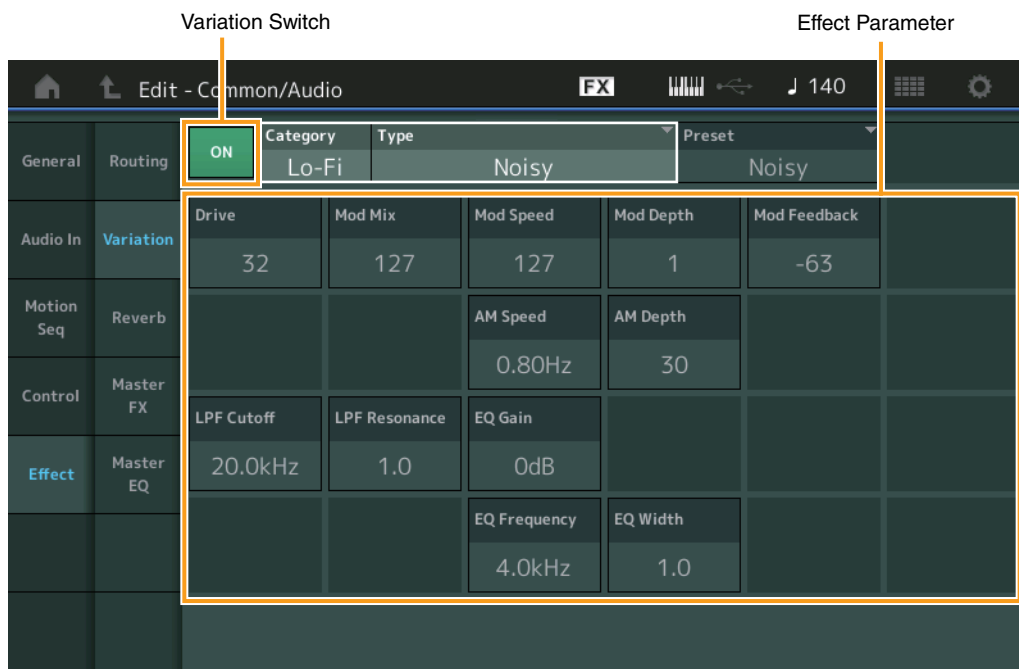 Variation Switch
Effect Parameter
Edit - Common/Audio
FX
140
General
Routing
ON
Category
Lo-Fi
Type
Noisy
Preset
Noisy
Audio In
Variation
Drive
32
Mod Mix
127
Mod Speed
127
Mod Depth
1
Mod Feedback
-63
Motion
Seq
Reverb
AM Speed
0.80Hz
AM Depth
30
Control
Master
FX
LPF Cutoff
20.0kHz
LPF Resonance
1.0
EQ Gain
0dB
Effect
Master
EQ
EQ Frequency
4.0kHz
EQ Width
1.0